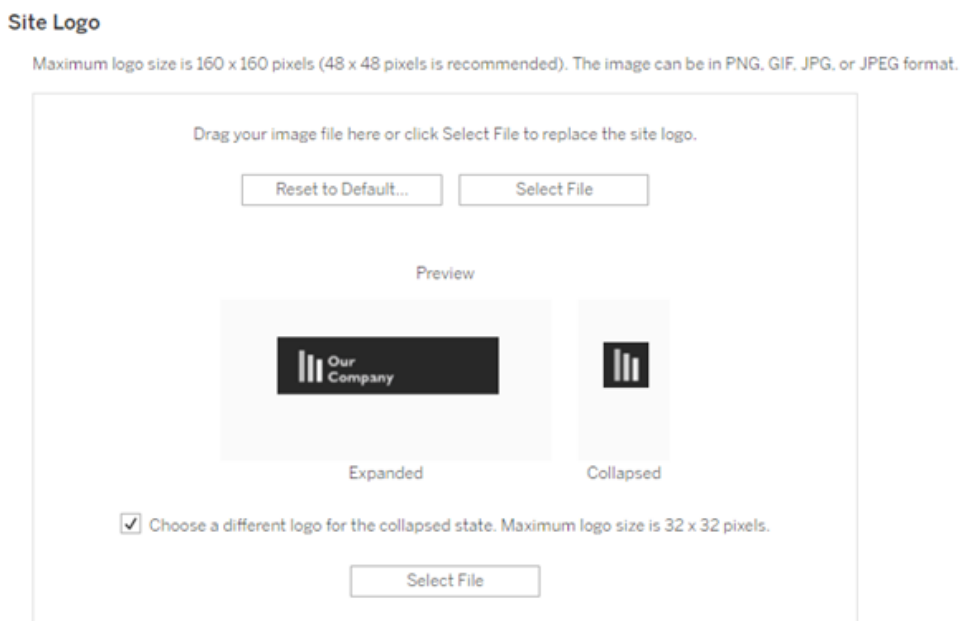 Site Logo
Maximum logo size is 160 x 160 pixels (48 x 48 pixels is recommended). The image can be in PNG, GIF, JPG, or JPEG format.
Drag your image file here or click Select File to replace the site logo.
Reset to Default... Select File
Preview
Our
Company
Expanded Collapsed
Choose a different logo for the collapsed state. Maximum logo size is 32 x 32 pixels.
Select File